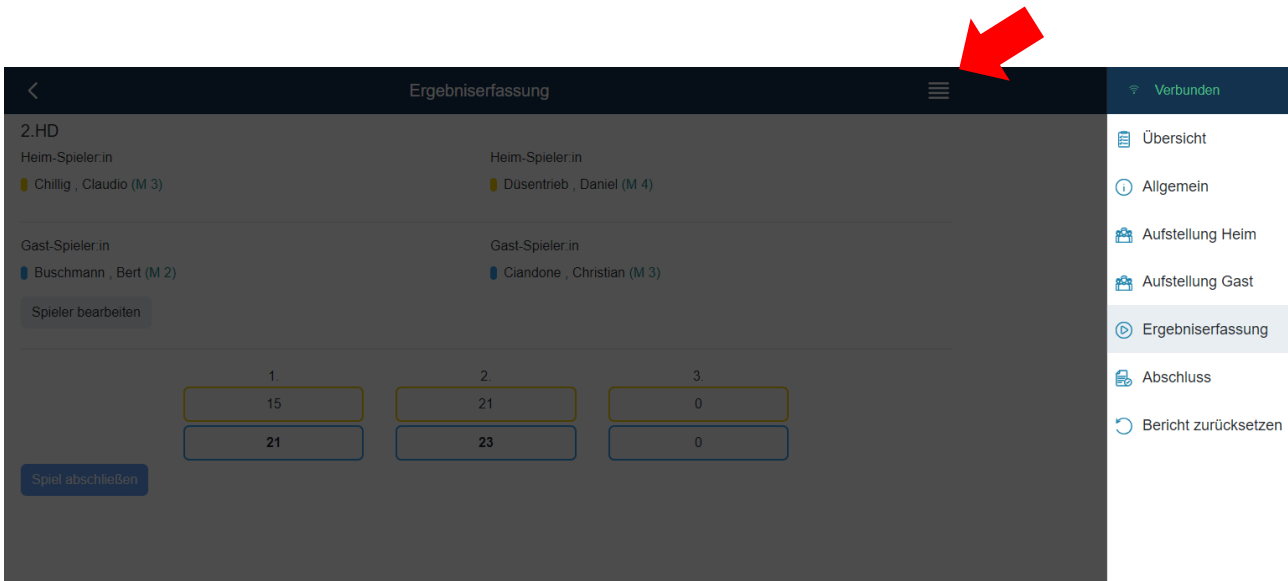 Ergebniserfassung
2.HD
Heim-Spieler:in Heim-Spieler:in
Chillig , Claudio (M 3) Düsentrieb , Daniel (M 4)
Gast-Spieler:in Gast-Spieler:in
Buschmann , Bert (M 2) Ciandone , Christian (M 3)
Spieler bearbeiten
1. 2. 3.
15 21 0
21 23 0
Spiel abschließen
Verbunden
Übersicht
Allgemein
Aufstellung Heim
Aufstellung Gast
Ergebniserfassung
Abschluss
Bericht zurücksetzen